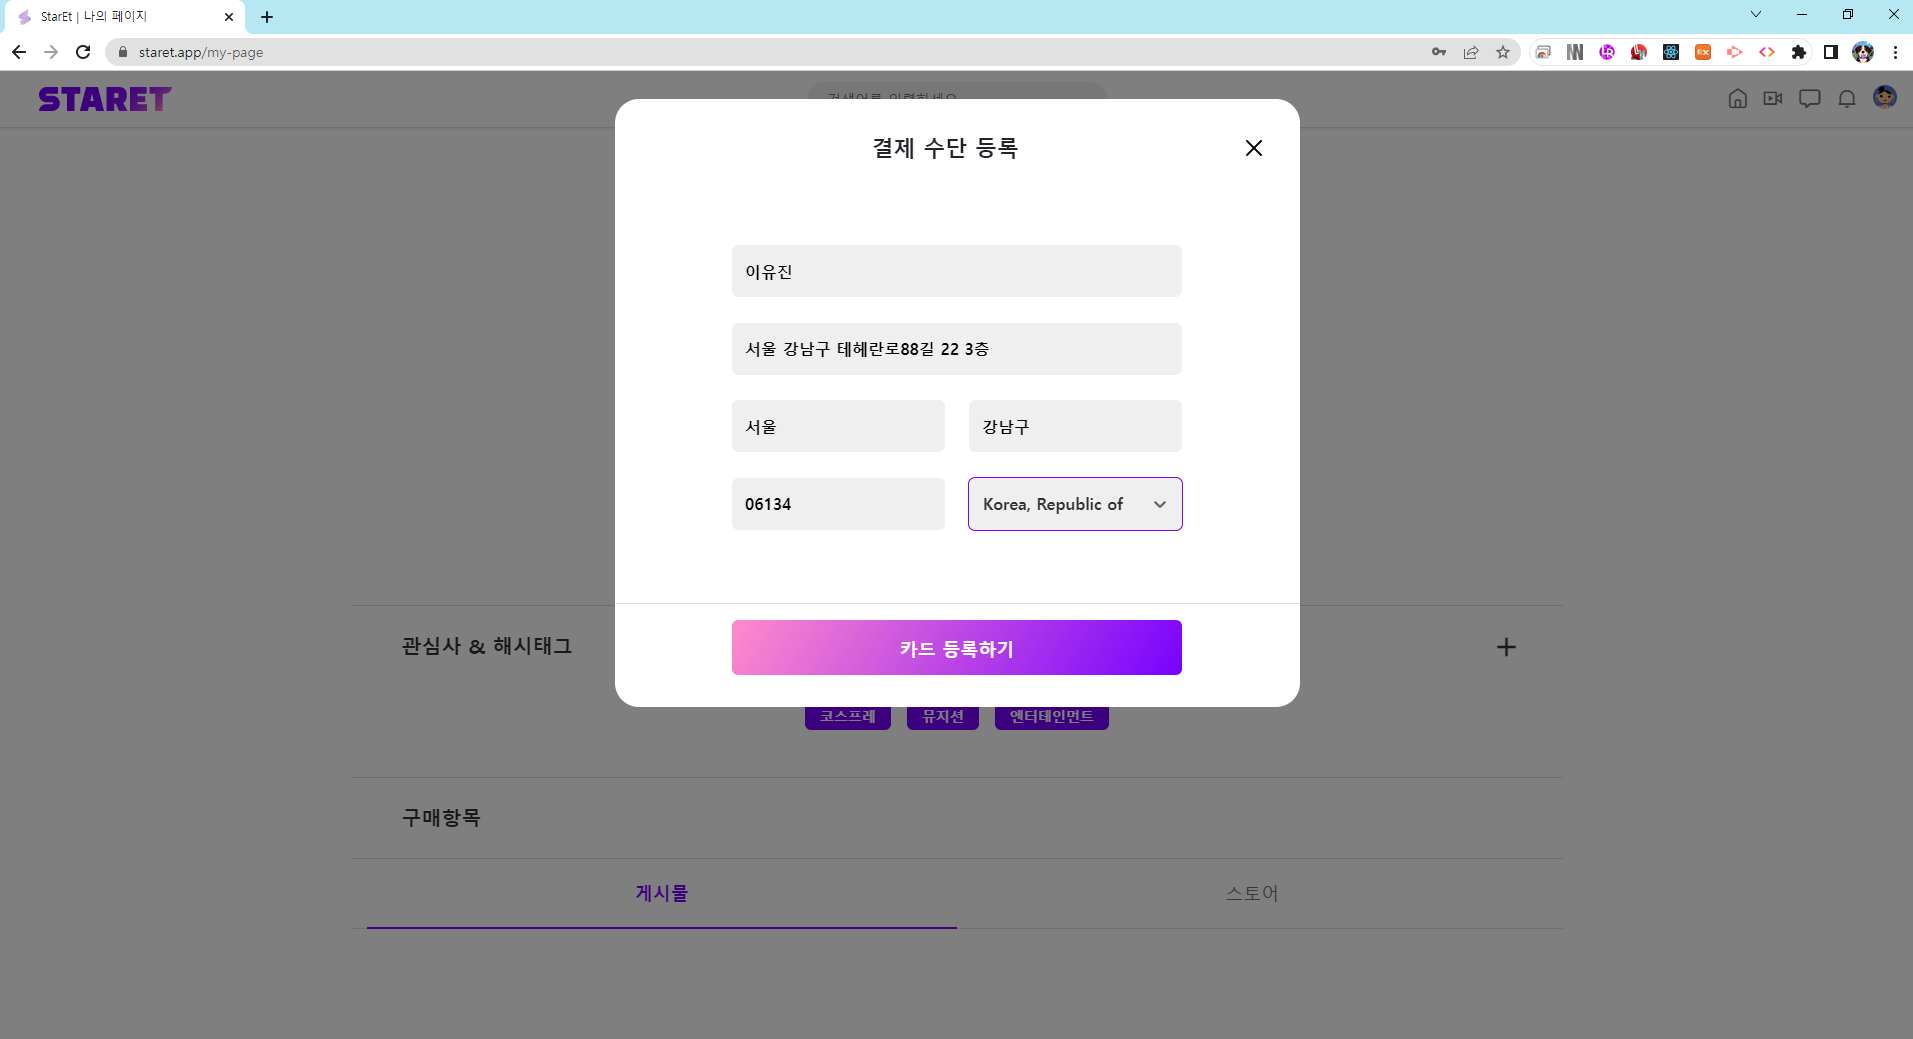 StarEt | 나의 페이지
staret.app/my-page
STARET
결제 수단 등록
이유진
서울 강남구 테헤란로88길 22 3층
서울
강남구
06134
Korea, Republic of
카드 등록하기
관심사 & 해시태그
코스프레
뮤지션
엔터테인먼트
구매항목
게시물
스토어